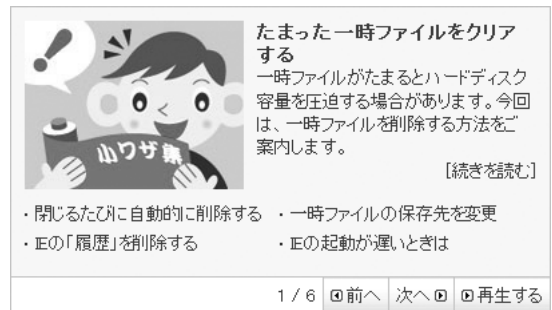 たまった一時ファイルをクリア
する
一時ファイルがたまるとハードディスク
容量を圧迫する場合があります。今回
は、一時ファイルを削除する方法をご
案内します。
[続きを読む]
小ワザ集
・閉じるたびに自動的に削除する ・一時ファイルの保存先を変更
・IEの「履歴」を削除する ・IEの起動が遅いときは
1 / 6 前へ 次へ 再生する